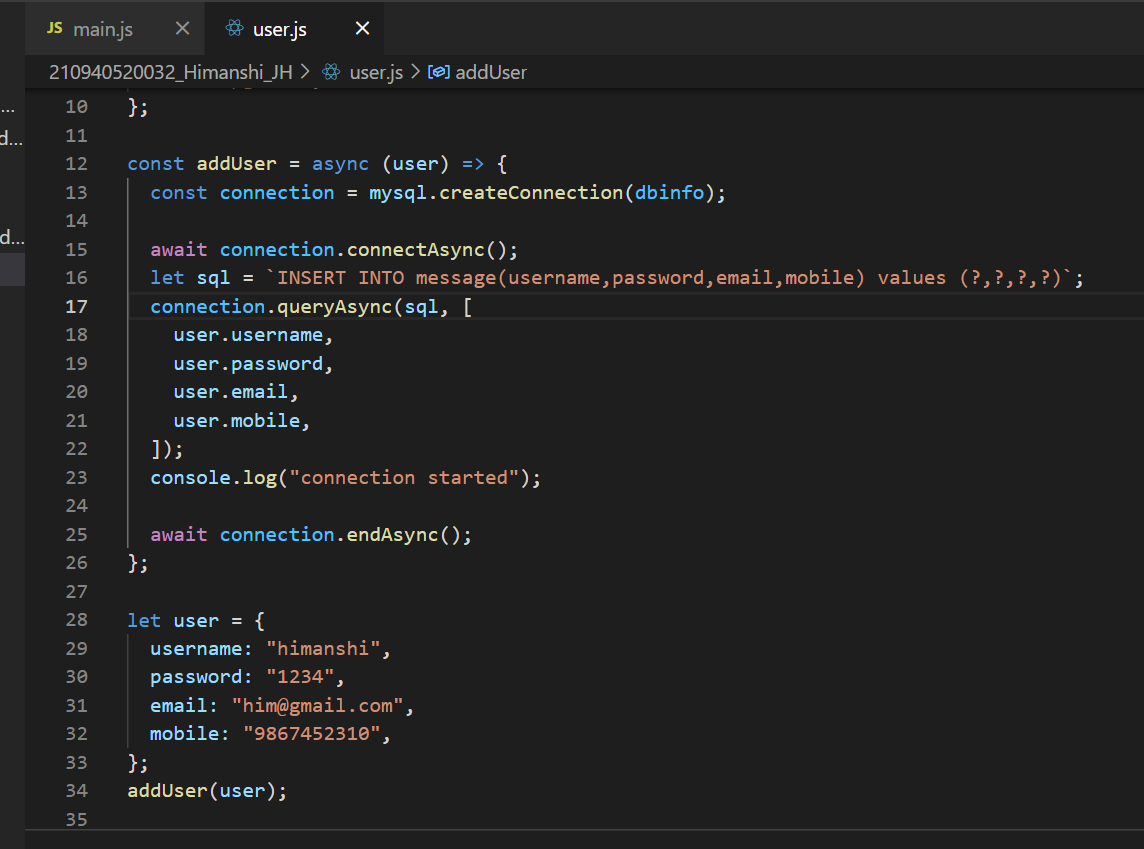 JS main.js
user.js
210940520032_Himanshi_JH > user.js > addUser
...
d...
d...
10 };
11
12 const addUser = async (user) => {
13 const connection = mysql.createConnection(dbinfo);
14
15 await connection.connectAsync();
16 let sql = `INSERT INTO message(username,password,email,mobile) values (?,?,?,?)`;
17 connection.queryAsync(sql, [
18 user.username,
19 user.password,
20 user.email,
21 user.mobile,
22 ]);
23 console.log("connection started");
24
25 await connection.endAsync();
26 };
27
28 let user = {
29 username: "himanshi",
30 password: "1234",
31 email: "him@gmail.com",
32 mobile: "9867452310",
33 };
34 addUser(user);
35